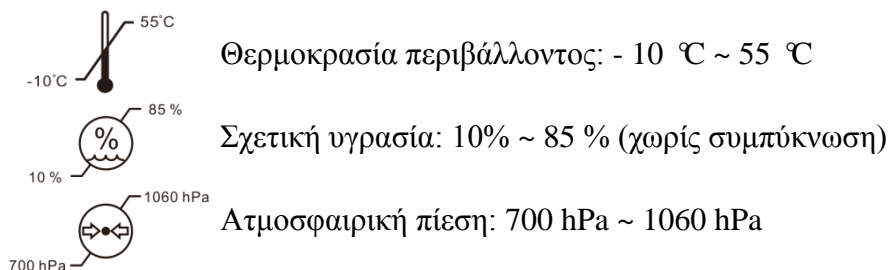 55°C
-10°C
Θερμοκρασία περιβάλλοντος: - 10 ℃ ~ 55 ℃
85 %
%
10 %
Σχετική υγρασία: 10% ~ 85 % (χωρίς συμπύκνωση)
1060 hPa
700 hPa
Ατμοσφαιρική πίεση: 700 hPa ~ 1060 hPa